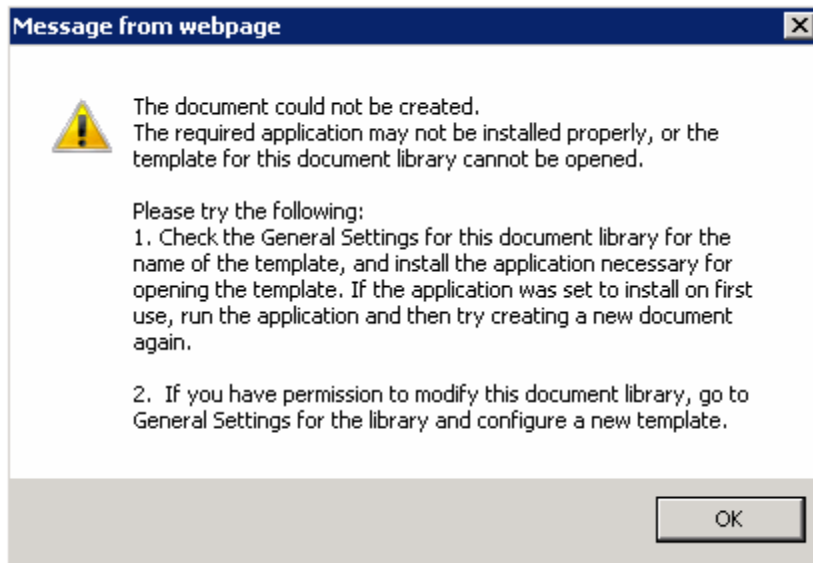 Message from webpage
The document could not be created.
The required application may not be installed properly, or the
template for this document library cannot be opened.
Please try the following:
1. Check the General Settings for this document library for the
name of the template, and install the application necessary for
opening the template. If the application was set to install on first
use, run the application and then try creating a new document
again.
2.  If you have permission to modify this document library, go to
General Settings for the library and configure a new template.
OK